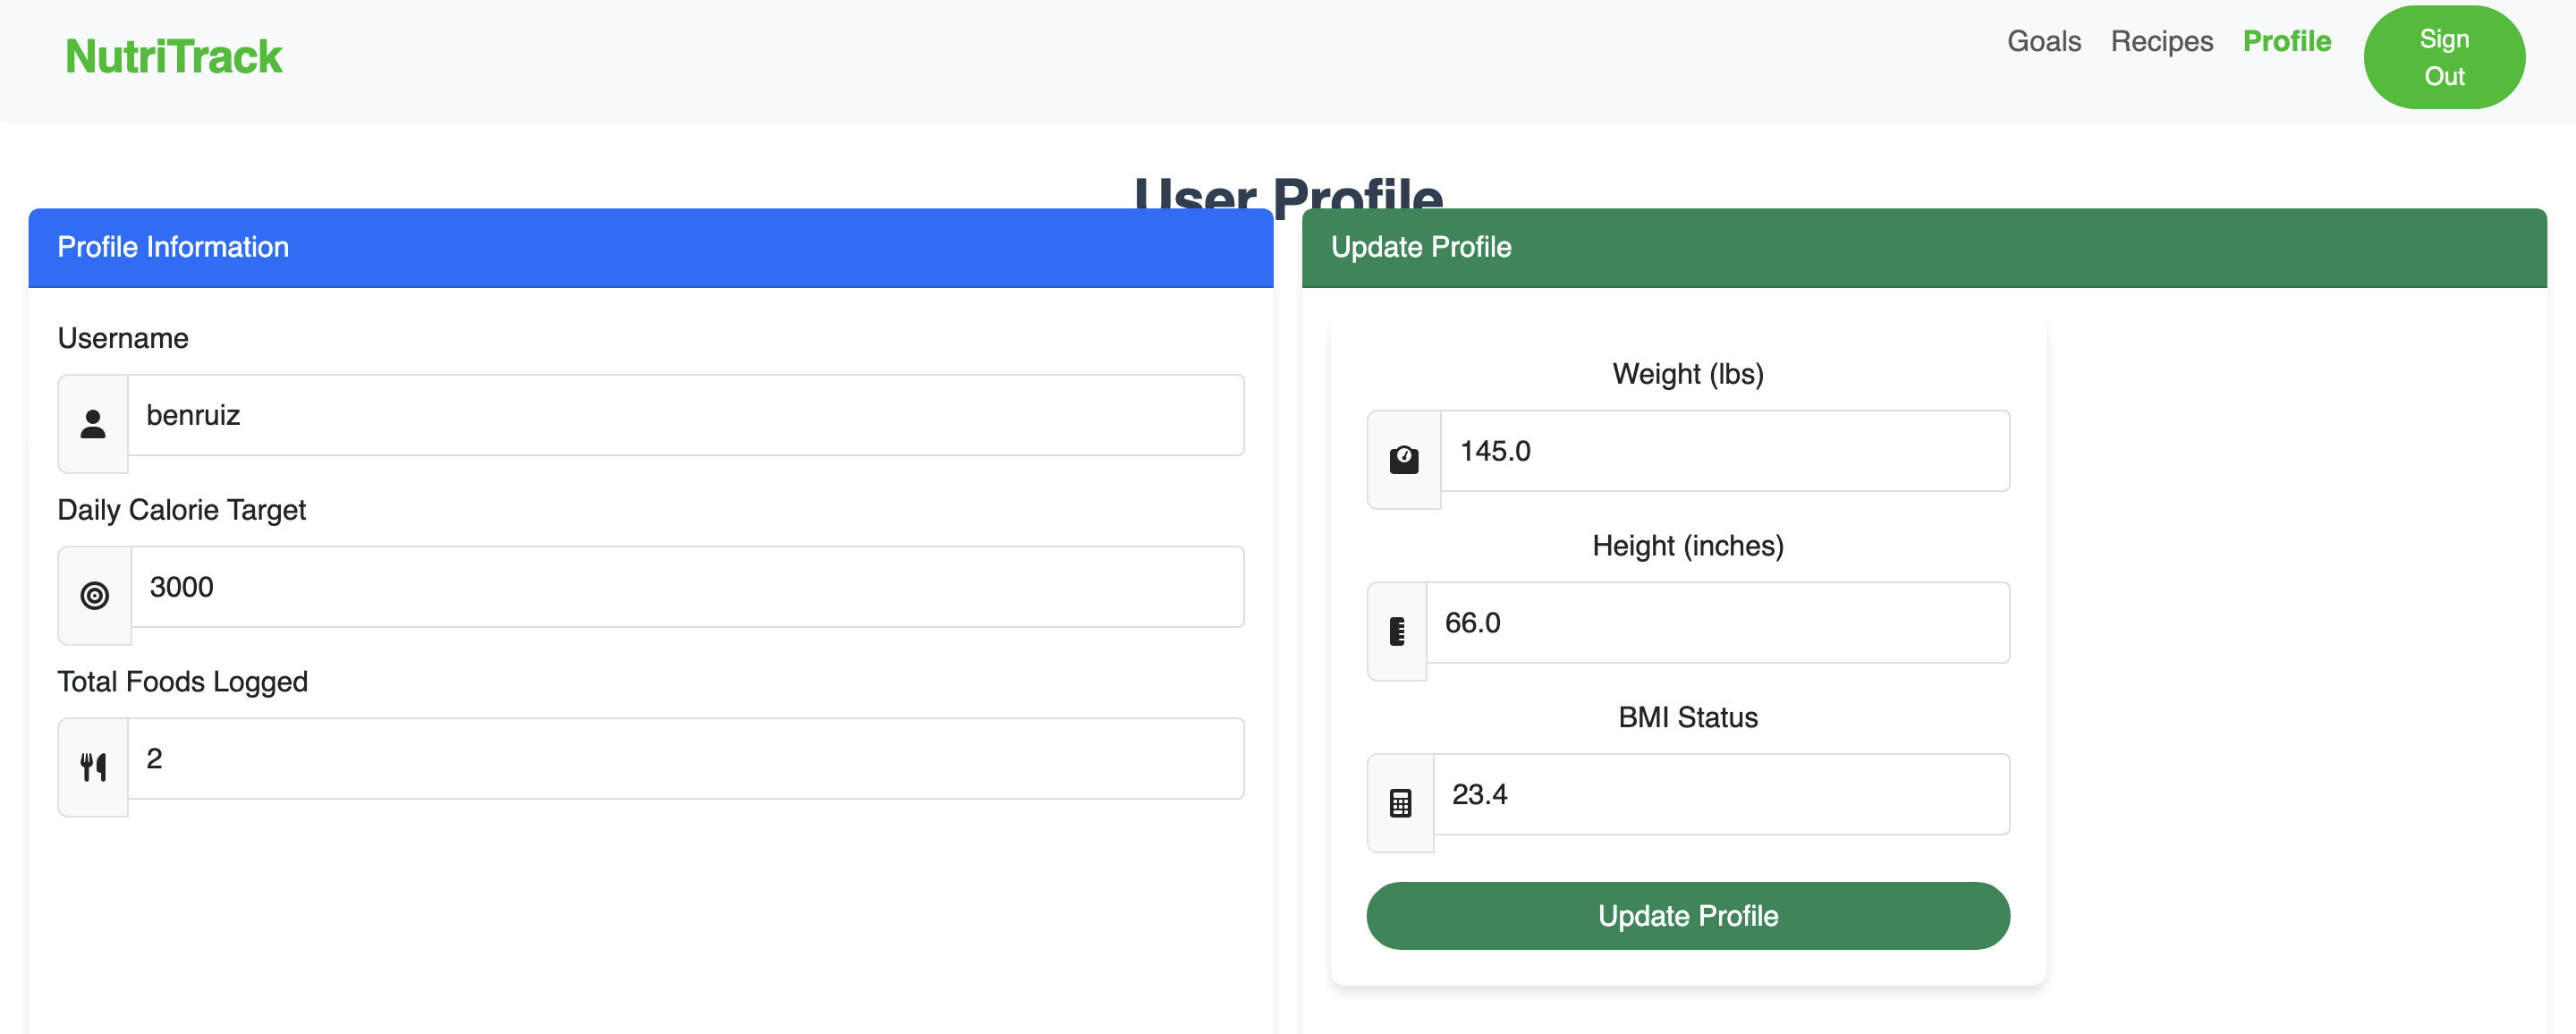 NutriTrack
Goals
Recipes
Profile
Sign
Out
User Profile
Profile Information
Username
benruiz
Daily Calorie Target
3000
Total Foods Logged
2
Update Profile
Weight (lbs)
145.0
Height (inches)
66.0
BMI Status
23.4
Update Profile